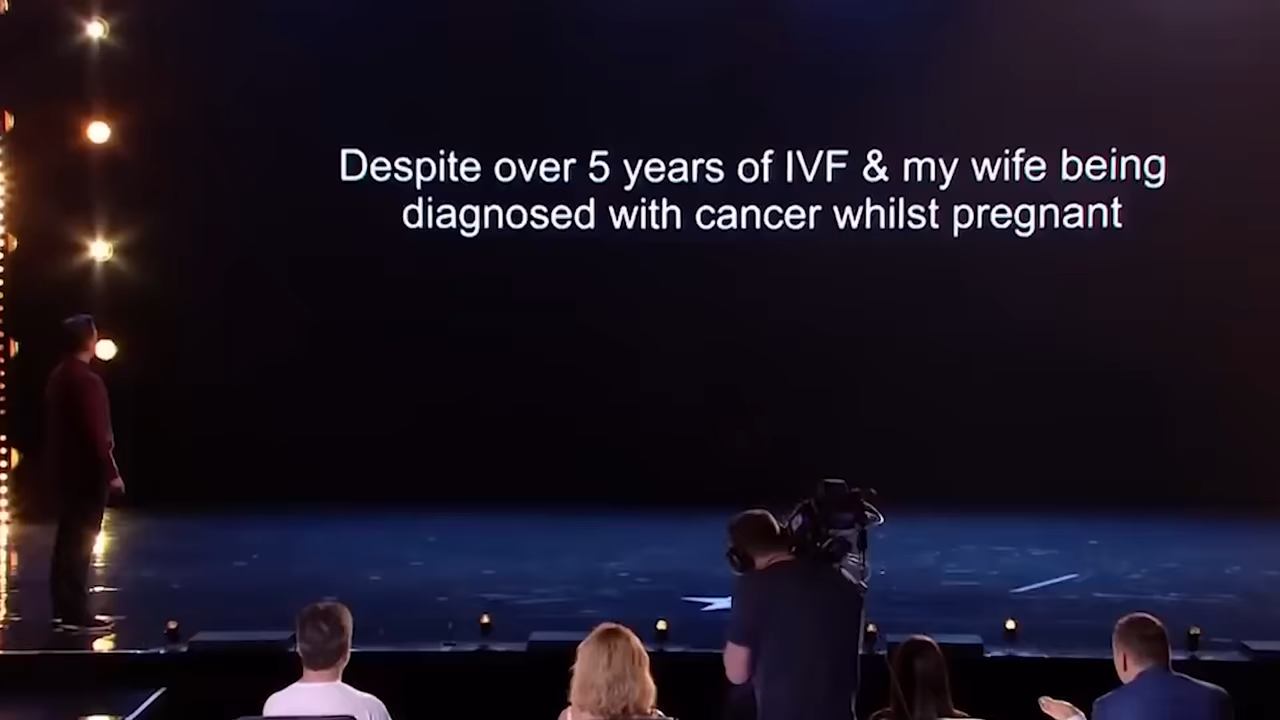 Despite over 5 years of IVF & my wife being
diagnosed with cancer whilst pregnant